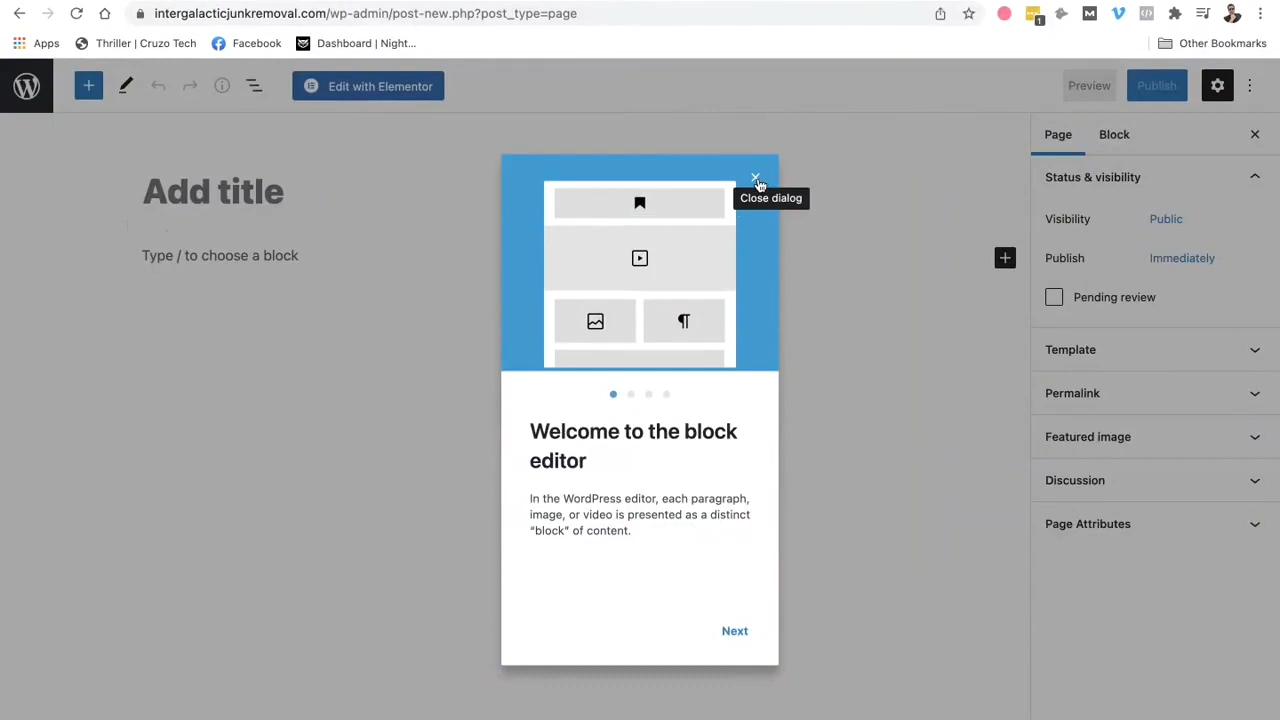 intergalacticjunkremoval.com/wp-admin/post-new.php?post_type=page
1
Apps
Thriller | Cruzo Tech
Facebook
Dashboard | Night...
Other Bookmarks
Edit with Elementor
Preview
Publish
Page
Block
Add title
Type / to choose a block
Close dialog
Status & visibility
Visibility
Public
Publish
Immediately
Pending review
Template
Permalink
Featured image
Discussion
Page Attributes
Welcome to the block
editor
In the WordPress editor, each paragraph,
image, or video is presented as a distinct
“block” of content.
Next